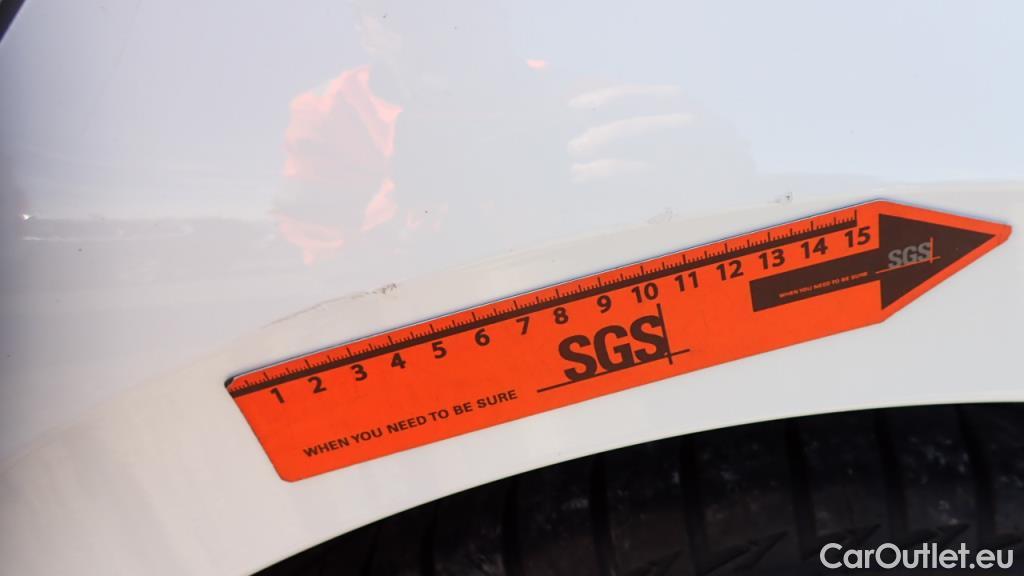 1 2 3 4 5 6 7 8 9 10 11 12 13 14 15
WHEN YOU NEED TO BE SURE
SGS
WHEN YOU NEED TO BE SURE
SGS
CarOutlet.eu